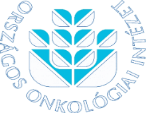 ORSZÁGOS ONKOLÓGIAI INTÉZET